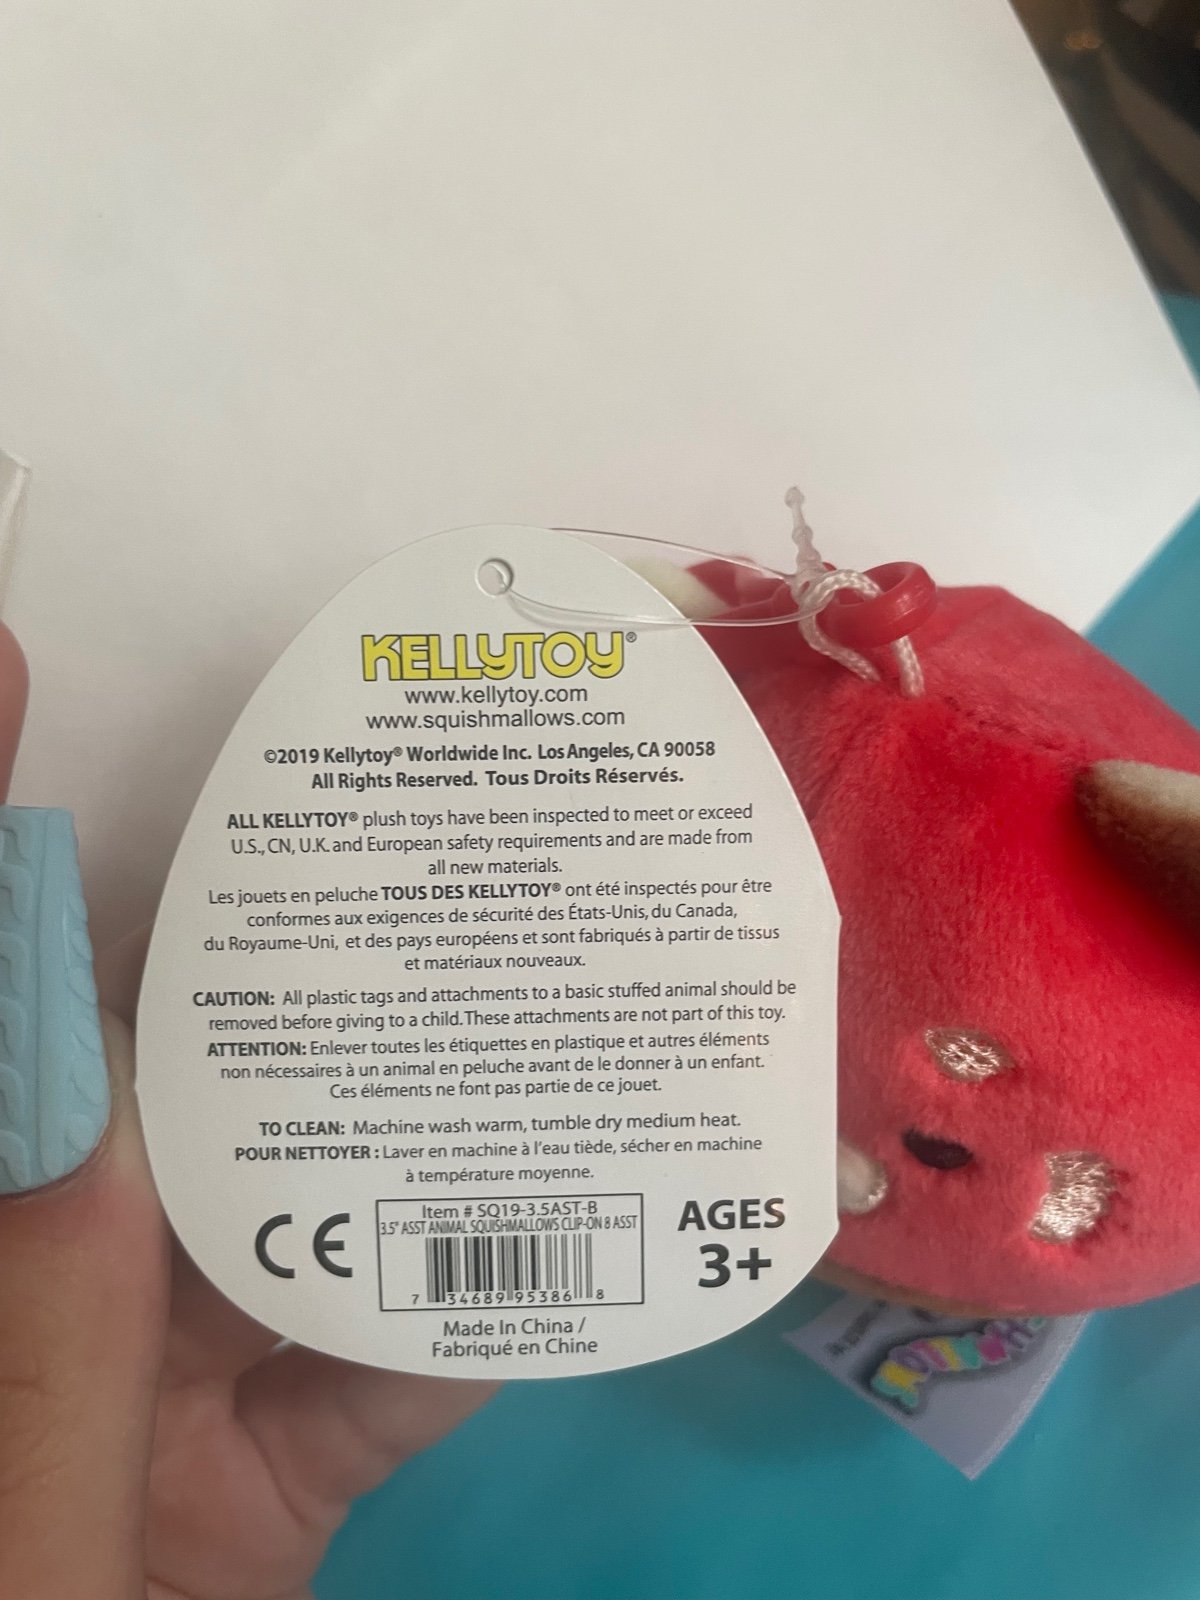 KELLYTOY®
www.kellytoy.com
www.squishmallows.com
©2019 Kellytoy® Worldwide Inc. Los Angeles, CA 90058
All Rights Reserved. Tous Droits Réservés.
ALL KELLYTOY® plush toys have been inspected to meet or exceed
U.S., CN, U.K. and European safety requirements and are made from
all new materials.
Les jouets en peluche TOUS DES KELLYTOY® ont été inspectés pour être
conformes aux exigences de sécurité des États-Unis, du Canada,
du Royaume-Uni, et des pays européens et sont fabriqués à partir de tissus
et matériaux nouveaux.
CAUTION: All plastic tags and attachments to a basic stuffed animal should be
removed before giving to a child. These attachments are not part of this toy.
ATTENTION: Enlever toutes les étiquettes en plastique et autres éléments
non nécessaires à un animal en peluche avant de le donner à un enfant.
Ces éléments ne font pas partie de ce jouet.
TO CLEAN: Machine wash warm, tumble dry medium heat.
POUR NETTOYER : Laver en machine à l'eau tiède, sécher en machine
à température moyenne.
CE
Item # SQ19-3.5AST-B
3.5" ASST ANIMAL SQUISHMALLOWS CLIP-ON 8 ASST
7 34689 95386 8
AGES
3+
Made In China /
Fabriqué en Chine